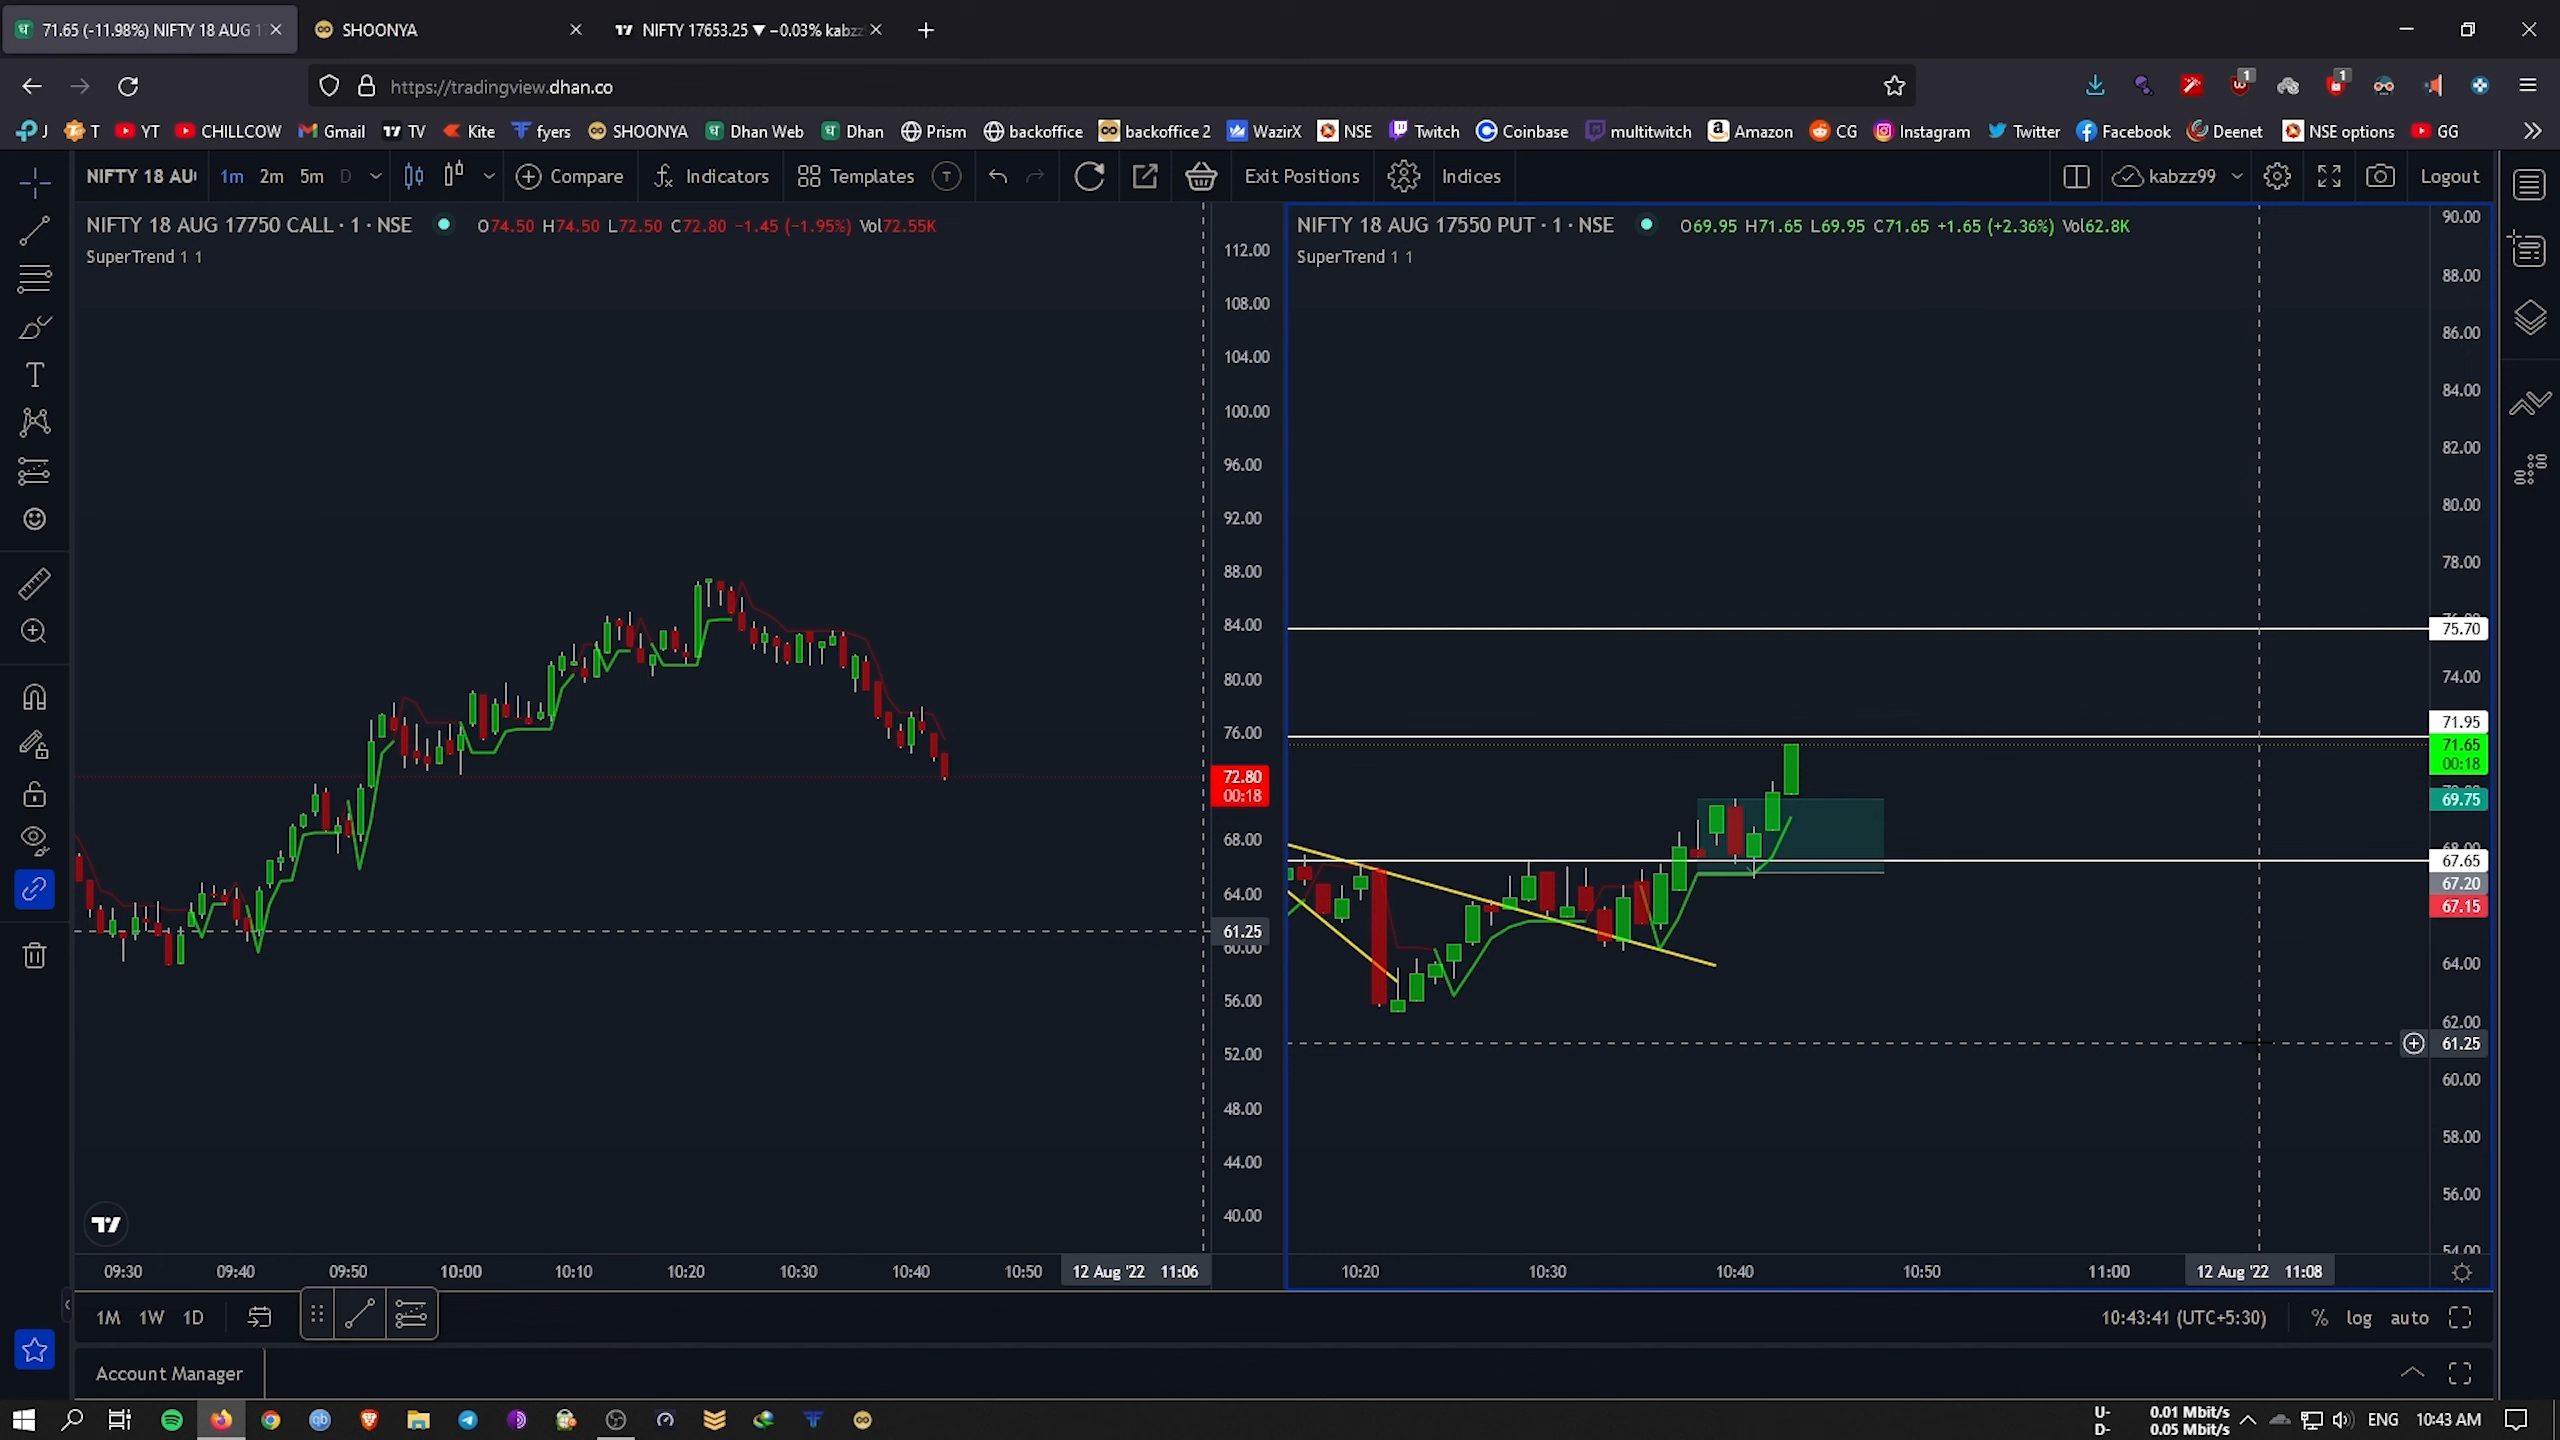 71.65 (-11.98%) NIFTY 18 AUG 1
SHOONYA
NIFTY 17653.25 ▼ −0.03% kabzz
https://tradingview.dhan.co
1
1
J T YT CHILLCOW Gmail TV Kite fyers SHOONYA Dhan Web Dhan Prism backoffice backoffice 2 WazirX NSE Twitch Coinbase multitwitch Amazon CG Instagram Twitter Facebook Deenet NSE options GG
NIFTY 18 AU 1m 2m 5m D Compare Indicators Templates T Exit Positions Indices kabzz99 Logout
NIFTY 18 AUG 17750 CALL · 1 · NSE O74.50 H74.50 L72.50 C72.80 −1.45 (−1.95%) Vol72.55K
SuperTrend 1 1
112.00
108.00
104.00
100.00
96.00
92.00
88.00
84.00
80.00
76.00
72.80
00:18
68.00
64.00
61.25
60.00
56.00
52.00
48.00
44.00
40.00
09:30 09:40 09:50 10:00 10:10 10:20 10:30 10:40 10:50 12 Aug '22 11:06
NIFTY 18 AUG 17550 PUT · 1 · NSE O69.95 H71.65 L69.95 C71.65 +1.65 (+2.36%) Vol62.8K
SuperTrend 1 1
90.00
88.00
86.00
84.00
82.00
80.00
78.00
75.70
74.00
71.95
71.65
00:18
69.75
68.00
67.65
67.20
67.15
64.00
62.00
61.25
60.00
58.00
56.00
54.00
10:20 10:30 10:40 10:50 11:00 12 Aug '22 11:08
1M 1W 1D
10:43:41 (UTC+5:30) % log auto
Account Manager
U- 0.01 Mbit/s
D- 0.05 Mbit/s
ENG 10:43 AM